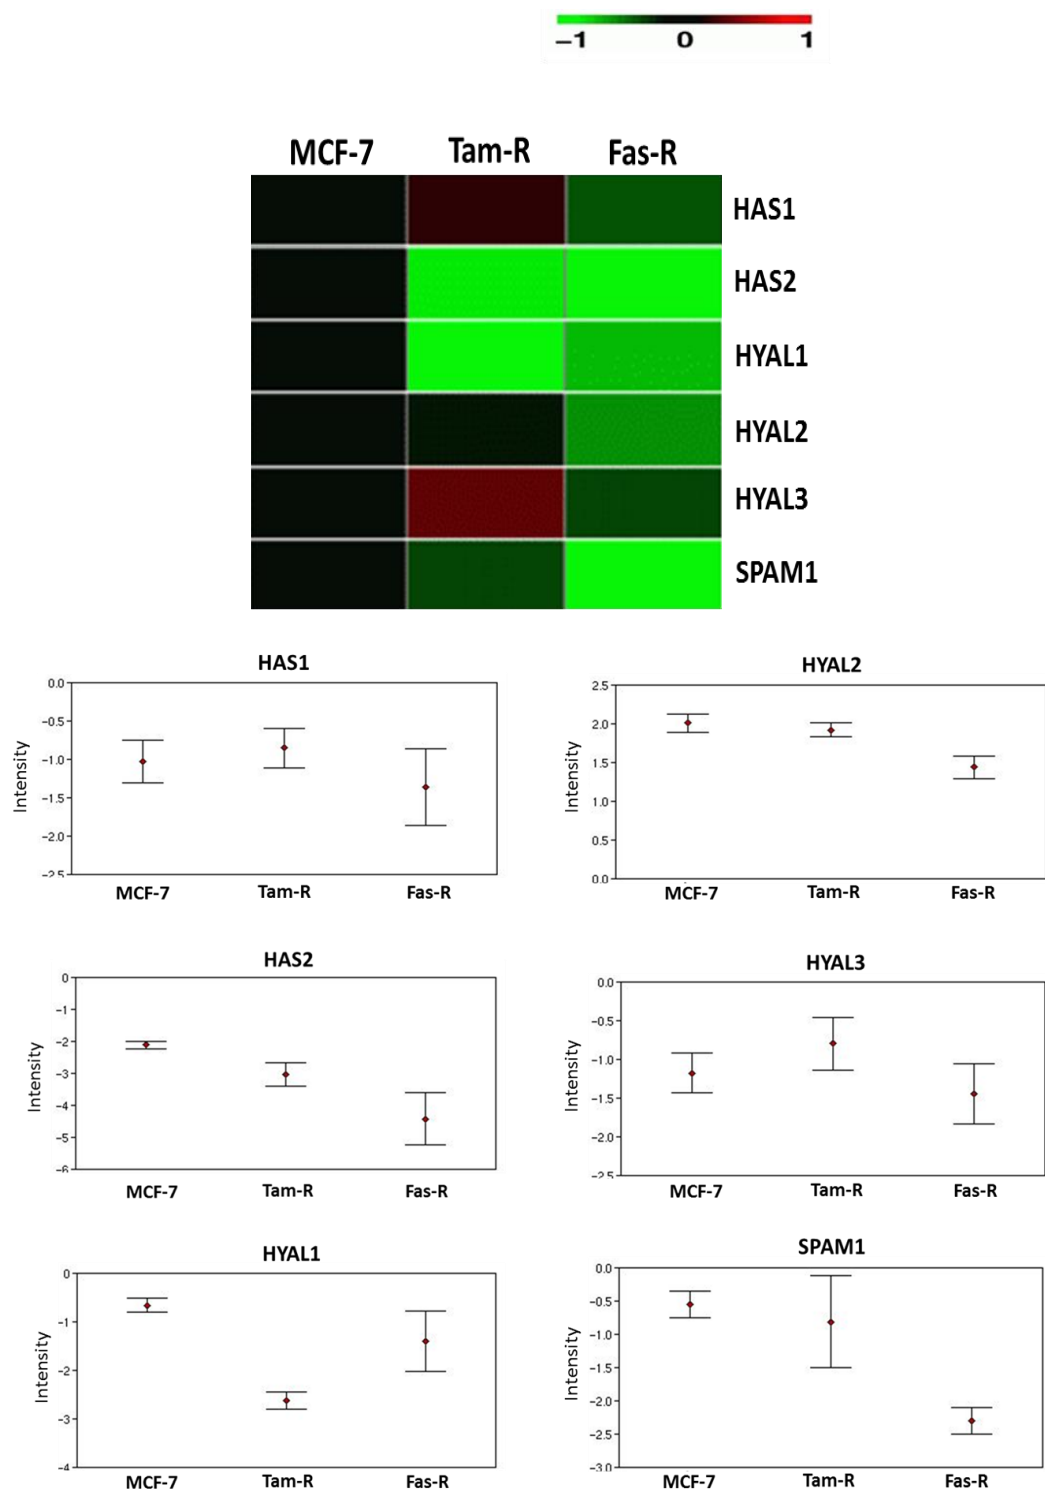 −1 0 1
MCF-7 Tam-R Fas-R
HAS1
HAS2
HYAL1
HYAL2
HYAL3
SPAM1
HAS1
0.0
−0.5
−1.0
−1.5
−2.0
−2.5
Intensity
MCF-7 Tam-R Fas-R
HYAL2
2.5
2.0
1.5
1.0
0.5
0.0
Intensity
MCF-7 Tam-R Fas-R
HAS2
0
−1
−2
−3
−4
−5
−6
Intensity
MCF-7 Tam-R Fas-R
HYAL3
0.0
−0.5
−1.0
−1.5
−2.0
−2.5
Intensity
MCF-7 Tam-R Fas-R
HYAL1
0
−1
−2
−3
−4
Intensity
MCF-7 Tam-R Fas-R
SPAM1
0.0
−0.5
−1.0
−1.5
−2.0
−2.5
−3.0
Intensity
MCF-7 Tam-R Fas-R